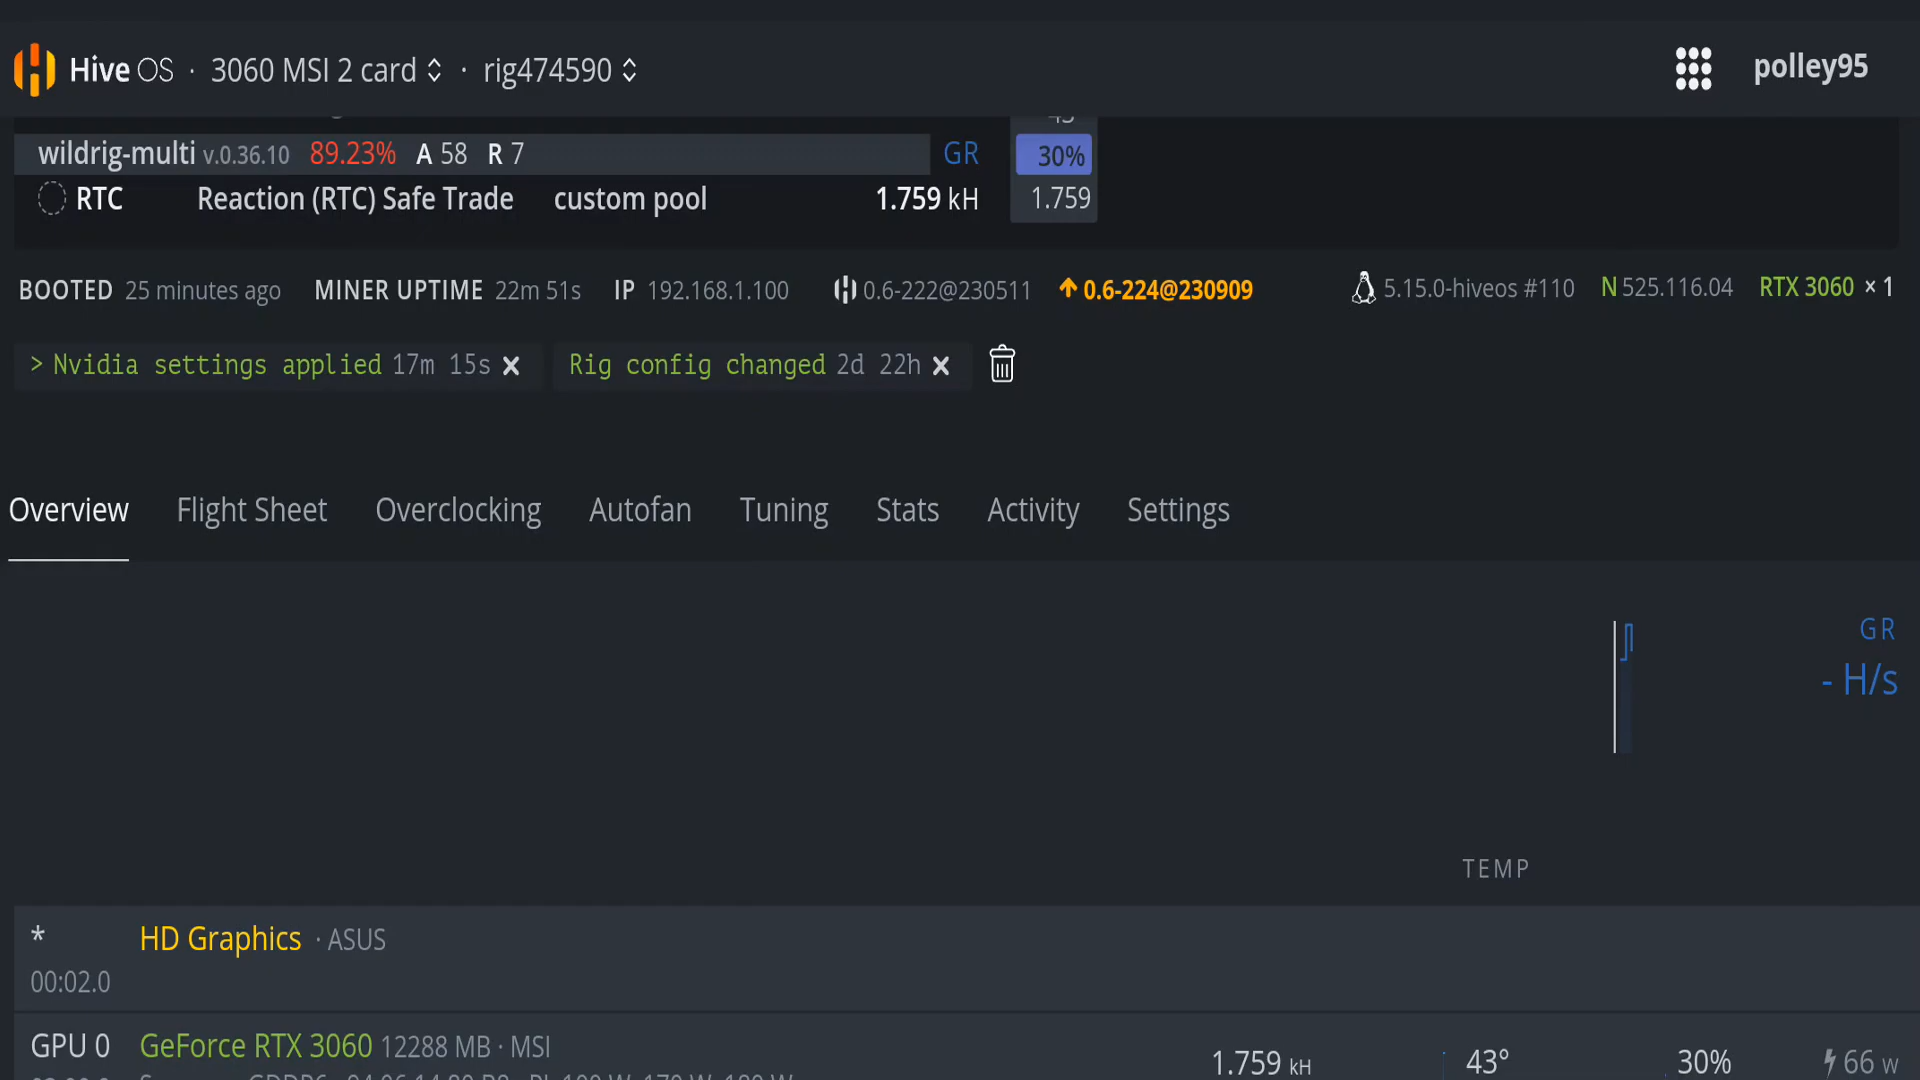 Hive OS · 3060 MSI 2 card · rig474590
polley95
wildrig-multi v.0.36.10 89.23% A 58 R 7 GR 30%
RTC Reaction (RTC) Safe Trade custom pool 1.759 kH 1.759
BOOTED 25 minutes ago MINER UPTIME 22m 51s IP 192.168.1.100 0.6-222@230511 0.6-224@230909 5.15.0-hiveos #110 N 525.116.04 RTX 3060 × 1
> Nvidia settings applied 17m 15s × Rig config changed 2d 22h ×
Overview Flight Sheet Overclocking Autofan Tuning Stats Activity Settings
GR
- H/s
TEMP
* HD Graphics · ASUS
00:02.0
GPU 0 GeForce RTX 3060 12288 MB · MSI
1.759 kH 43° 30% 66 W